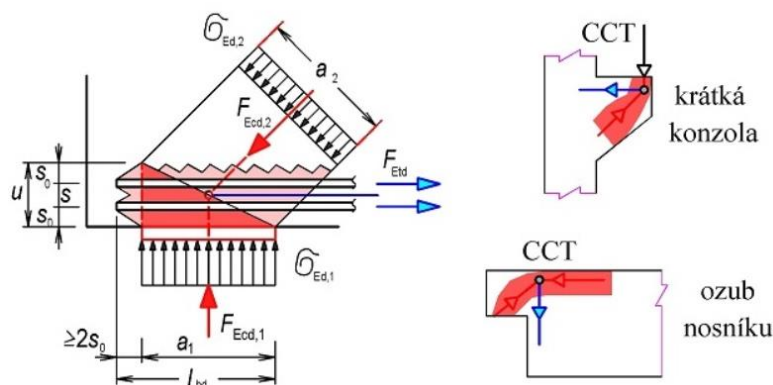 σEd,2
a2
FEcd,2
FEtd
u
s0
s
s0
σEd,1
FEcd,1
≥2s0
a1
lbd
CCT
krátká
konzola
CCT
ozub
nosníku